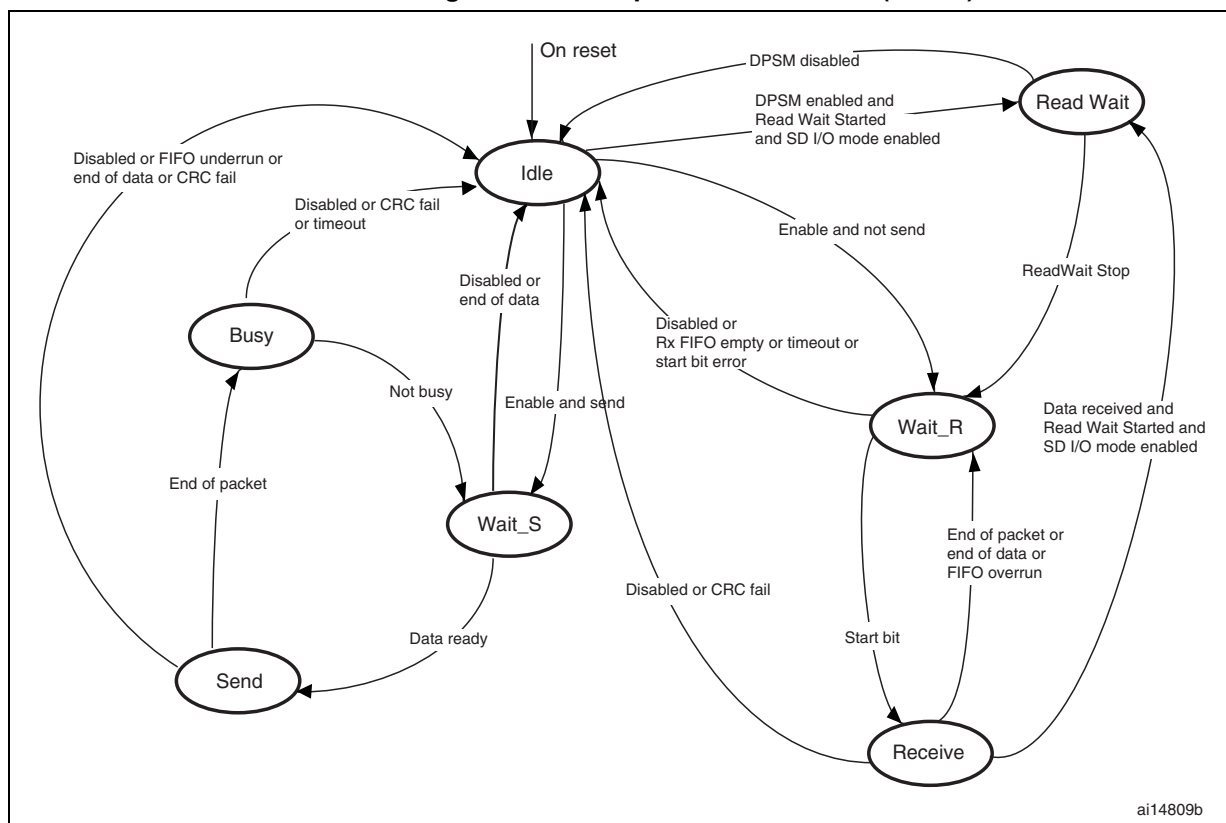 On reset
DPSM disabled
Read Wait
DPSM enabled and
Read Wait Started
and SD I/O mode enabled
Disabled or FIFO underrun or
end of data or CRC fail
Idle
Disabled or CRC fail
or timeout
Enable and not send
Disabled or
end of data
ReadWait Stop
Busy
Disabled or
Rx FIFO empty or timeout or
start bit error
Not busy
Enable and send
Wait_R
Data received and
Read Wait Started and
SD I/O mode enabled
End of packet
Wait_S
End of packet or
end of data or
FIFO overrun
Disabled or CRC fail
Data ready
Start bit
Send
Receive
ai14809b